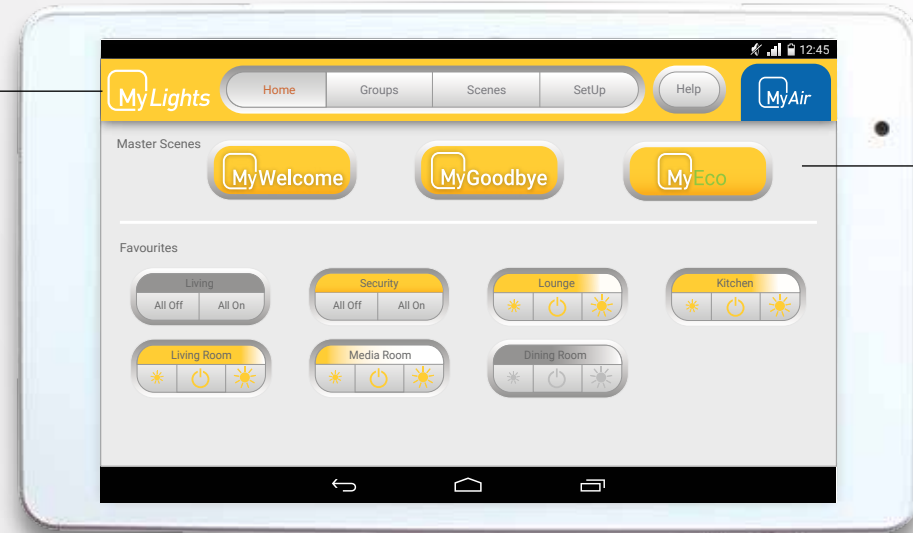 12:45
MyLights
Home
Groups
Scenes
SetUp
Help
MyAir
Master Scenes
MyWelcome
MyGoodbye
MyEco
Favourites
Living
All Off
All On
Security
All Off
All On
Lounge
Kitchen
Living Room
Media Room
Dining Room